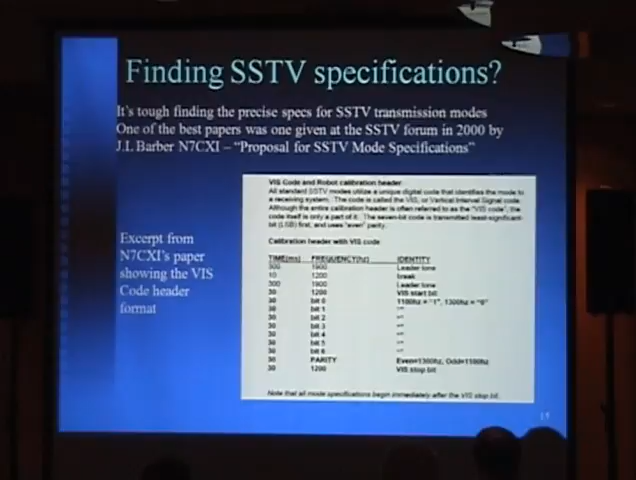 Finding SSTV specifications?
It's tough finding the precise specs for SSTV transmission modes
One of the best papers was one given at the SSTV forum in 2000 by
J.L. Barber N7CXI – "Proposal for SSTV Mode Specifications"
VIS Code and Robot calibration header
All standard SSTV modes utilize a unique digital code that identifies the mode to
a receiving system. The code is called the VIS, or Vertical Interval Signal code.
Although the entire calibration header is often referred to as the "VIS code", the
code itself is only a part of it. The seven-bit code is transmitted least-significant-
bit (LSB) first, and uses "even" parity.
Calibration header with VIS code
Excerpt from
N7CXI's paper
showing the VIS
Code header
format
TIME(ms) FREQUENCY(hz) IDENTITY
300 1900 Leader tone
10 1200 break
300 1900 Leader tone
30 1200 VIS start bit
30 bit 0 1100hz = "1", 1300hz = "0"
30 bit 1 ""
30 bit 2 ""
30 bit 3 ""
30 bit 4 ""
30 bit 5 ""
30 bit 6 ""
30 PARITY Even=1300hz, Odd=1100hz
30 1200 VIS stop bit
Note that all mode specifications begin immediately after the VIS stop bit.